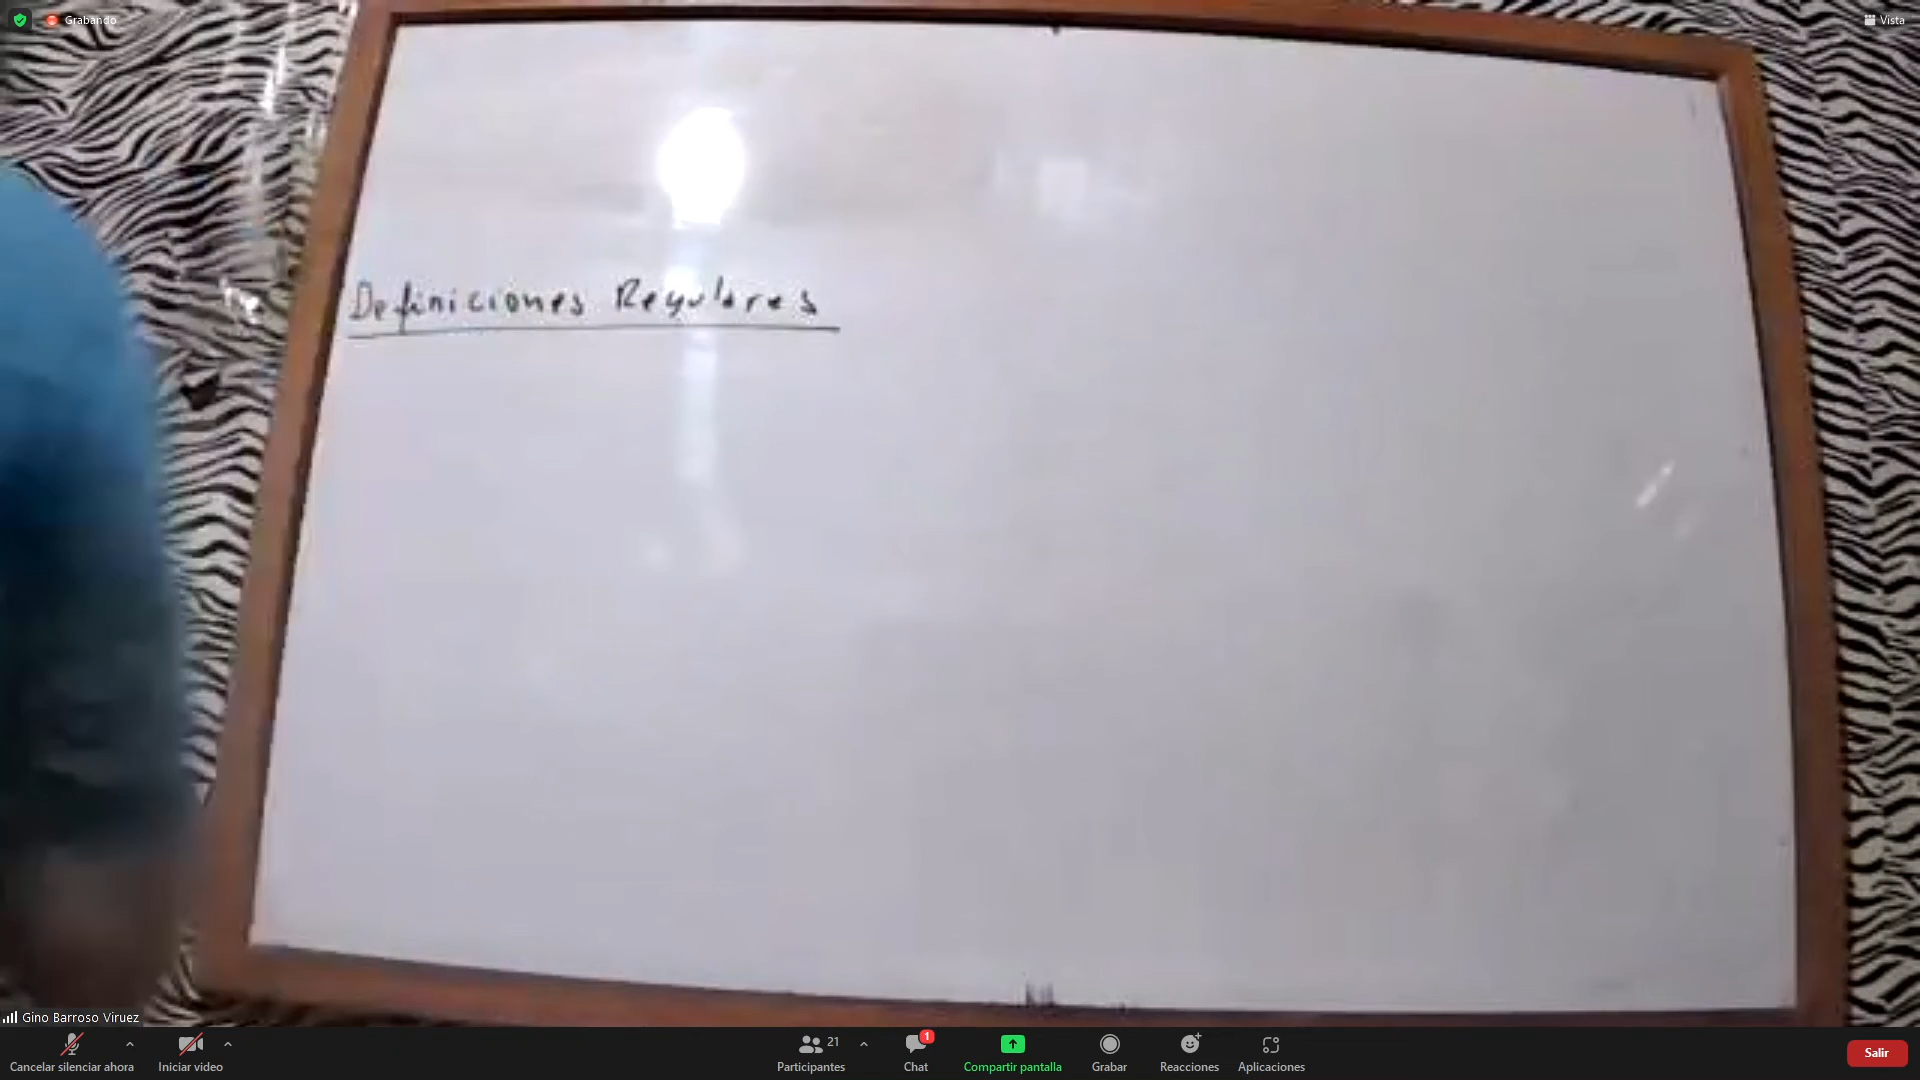 Grabando
Vista
Definiciones Regulares
Gino Barroso Viruez
21
1
Cancelar silenciar ahora
Iniciar video
Participantes
Chat
Compartir pantalla
Grabar
Reacciones
Aplicaciones
Salir